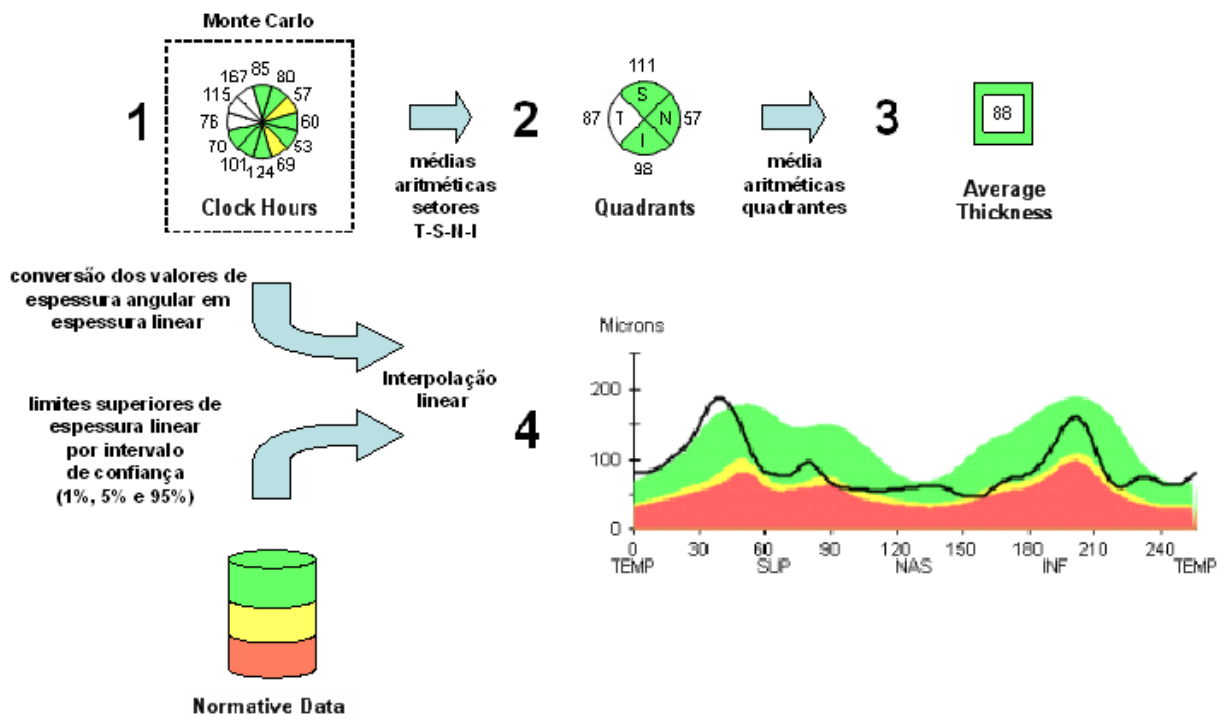 Monte Carlo
1
85
80
57
60
53
69
124
101
70
76
115
167
Clock Hours
médias
aritméticas
setores
T-S-N-I
2
111
S
87
T
N
57
I
98
Quadrants
média
aritméticas
quadrantes
3
88
Average
Thickness
conversão dos valores de
espessura angular em
espessura linear
limites superiores de
espessura linear
por intervalo
de confiança
(1%, 5% e 95%)
Interpolação
linear
4
Microns
200
100
0
0 30 60 90 120 150 180 210 240
TEMP SUP NAS INF TEMP
Normative Data